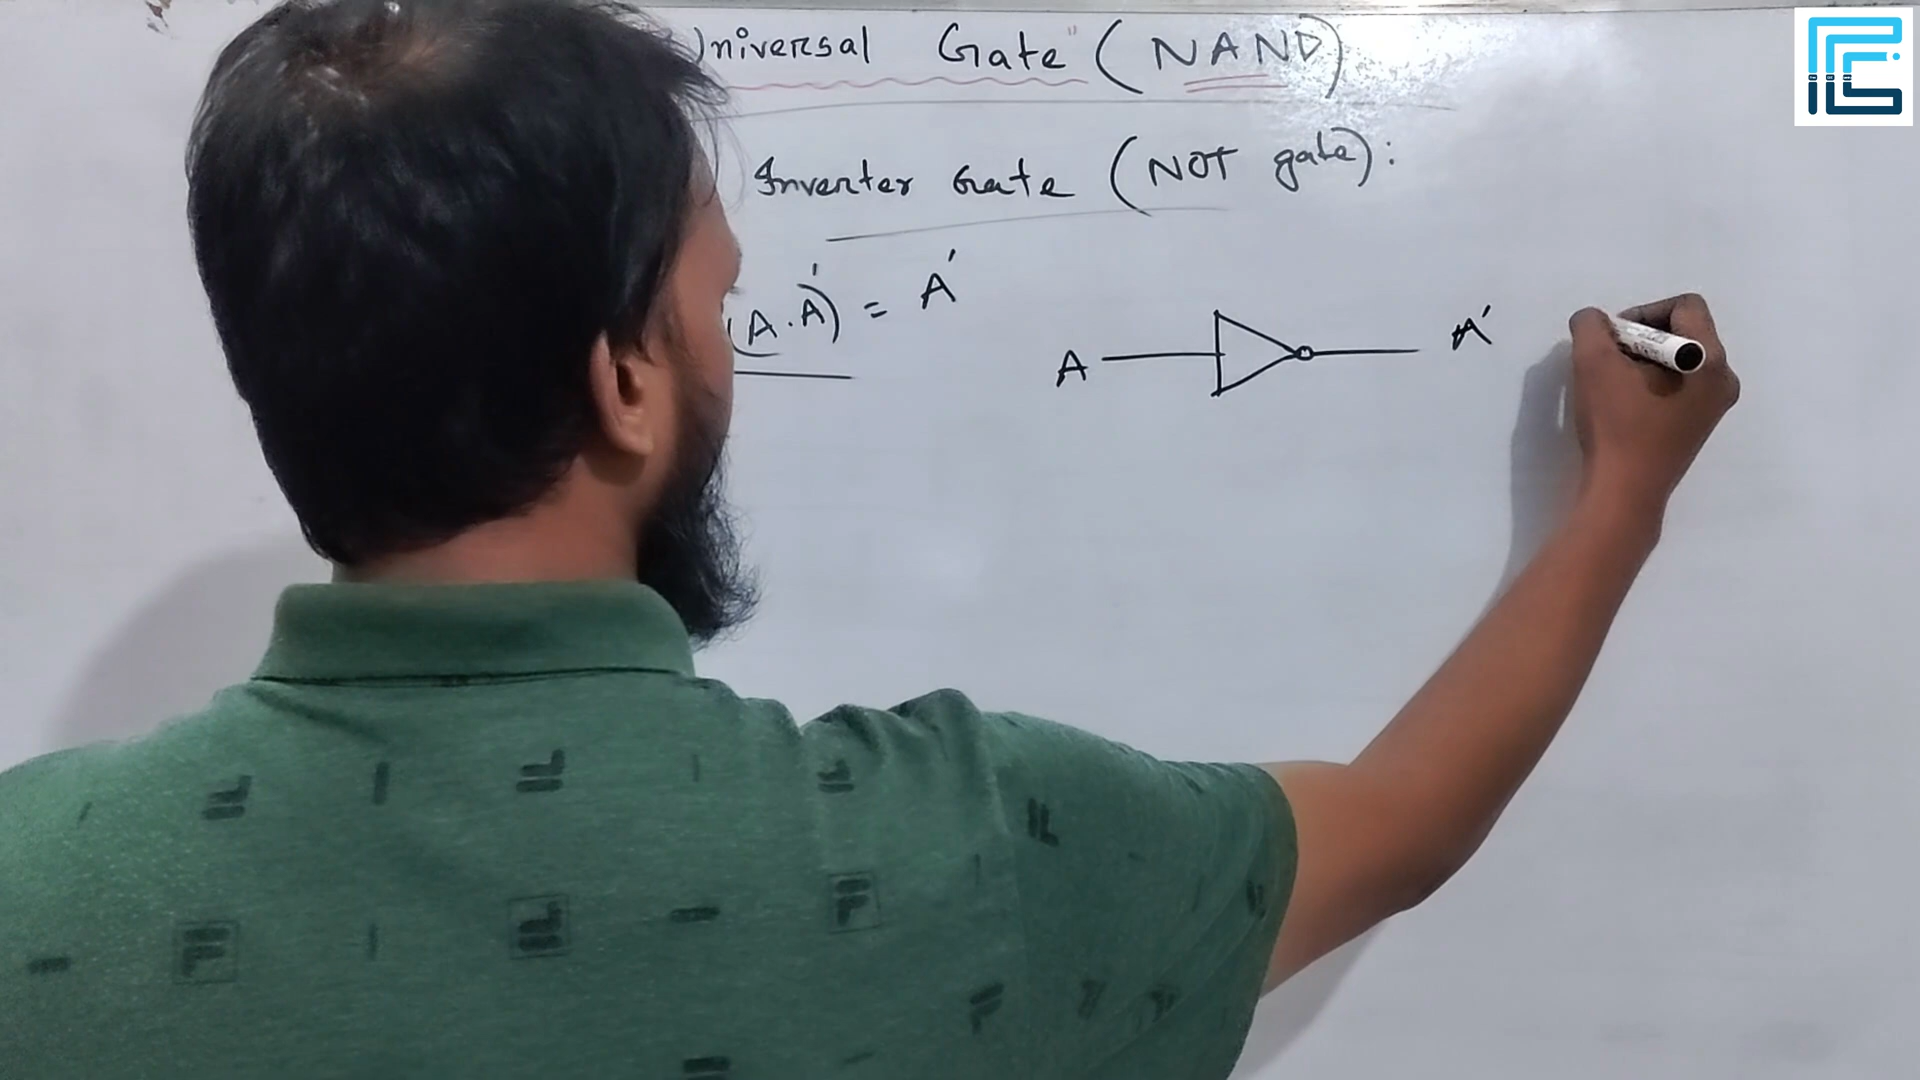 Universal Gate" (NAND)
Inverter Gate (NOT gate):
(A.A)' = A'
A A'